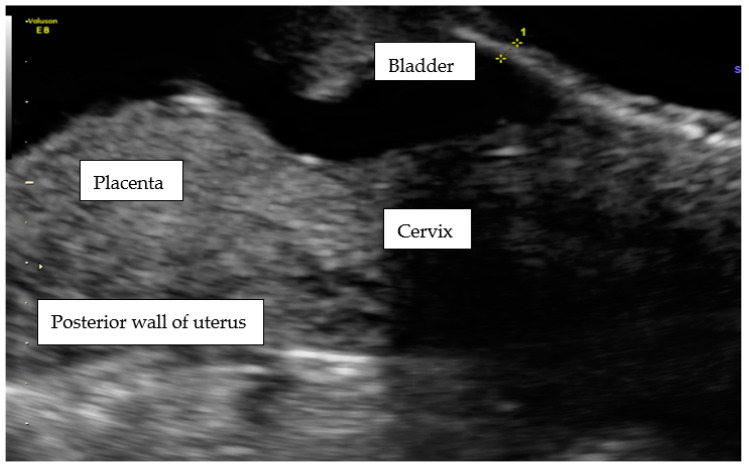 Voluson
E8
1
Bladder
S
Placenta
Cervix
Posterior wall of uterus